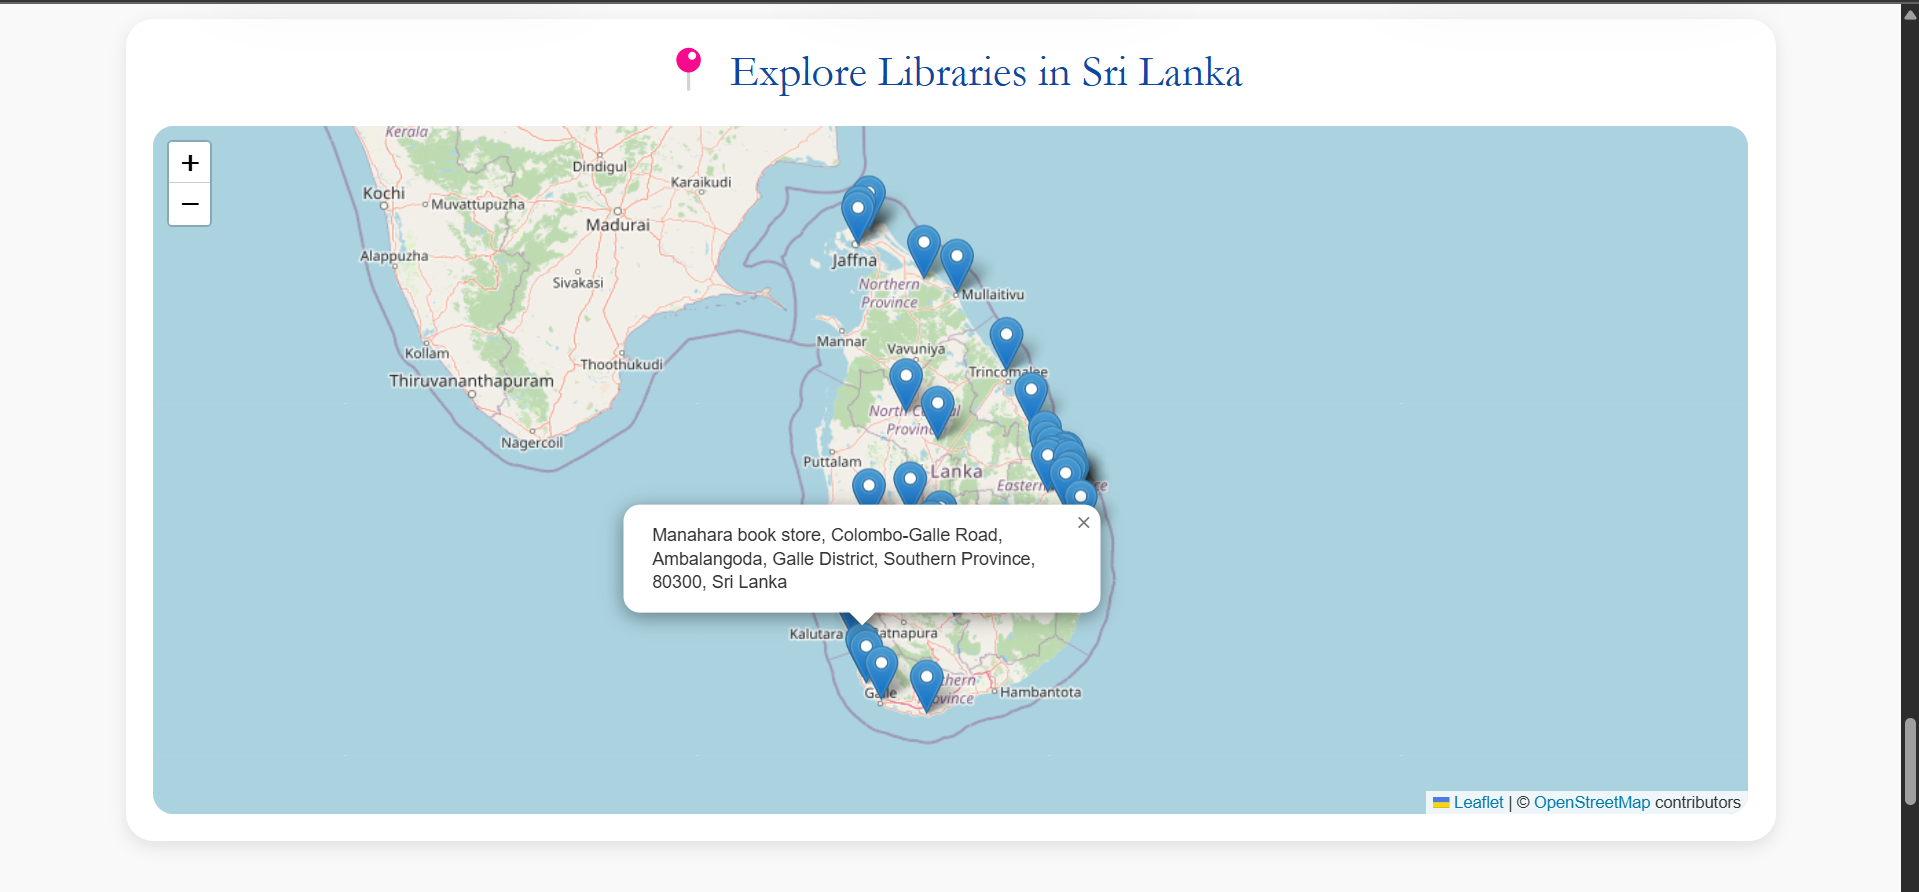 Explore Libraries in Sri Lanka
+
−
Kerala
Dindigul
Karaikudi
Kochi
Muvattupuzha
Madurai
Alappuzha
Jaffna
Sivakasi
Northern
Province
Mullaitivu
Mannar
Vavuniya
Kollam
Thoothukudi
Trincomalee
Thiruvananthapuram
North Central
Province
Nagercoil
Puttalam
Lanka
Eastern
Manahara book store, Colombo-Galle Road,
Ambalangoda, Galle District, Southern Province,
80300, Sri Lanka
×
Kalutara
Ratnapura
Galle
Province
Hambantota
Leaflet | © OpenStreetMap contributors